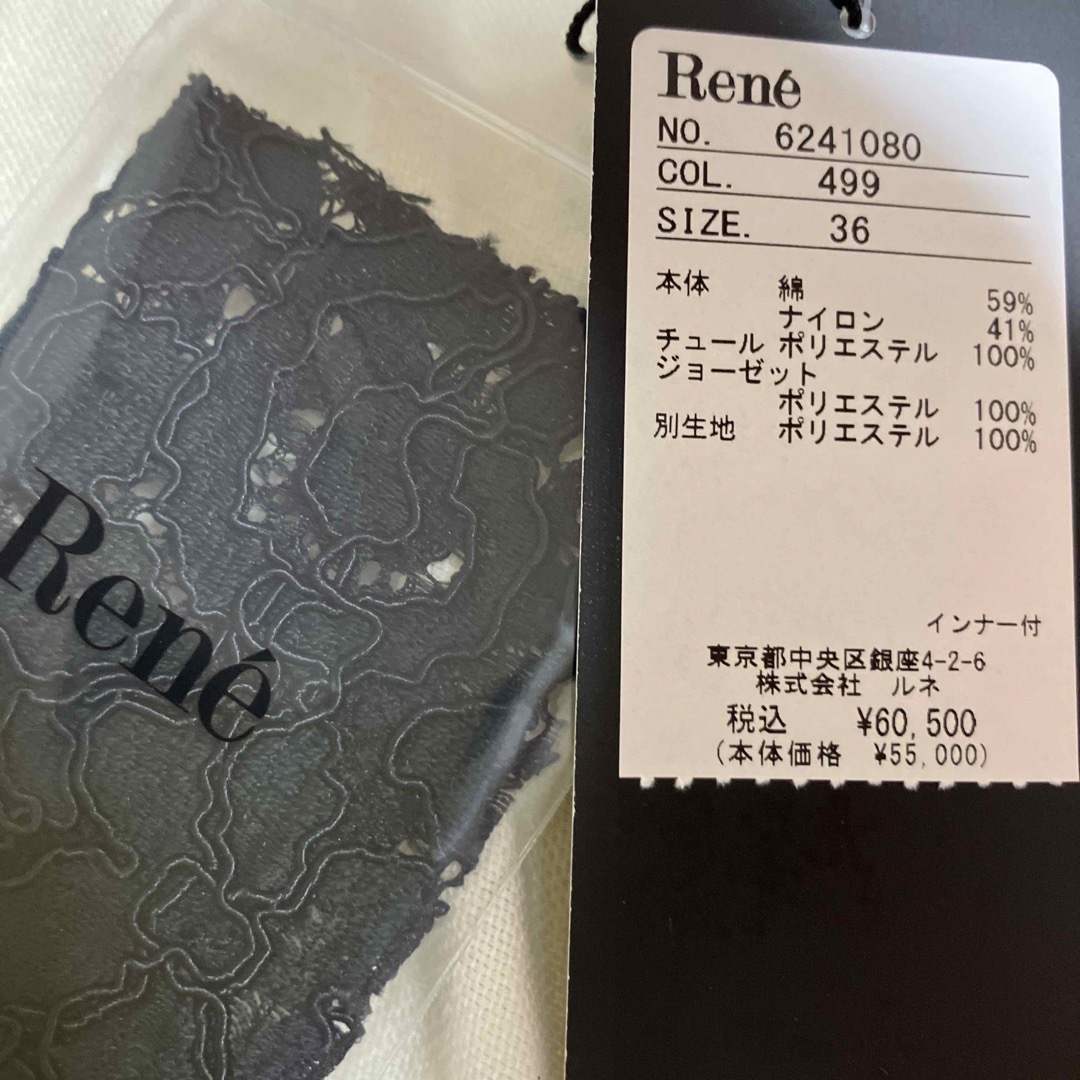 René
René
NO. 6241080
COL. 499
SIZE. 36
本体 綿 59%
ナイロン 41%
チュール ポリエステル 100%
ジョーゼット
ポリエステル 100%
別生地 ポリエステル 100%
インナー付
東京都中央区銀座4-2-6
株式会社 ルネ
税込 ¥60,500
(本体価格 ¥55,000)